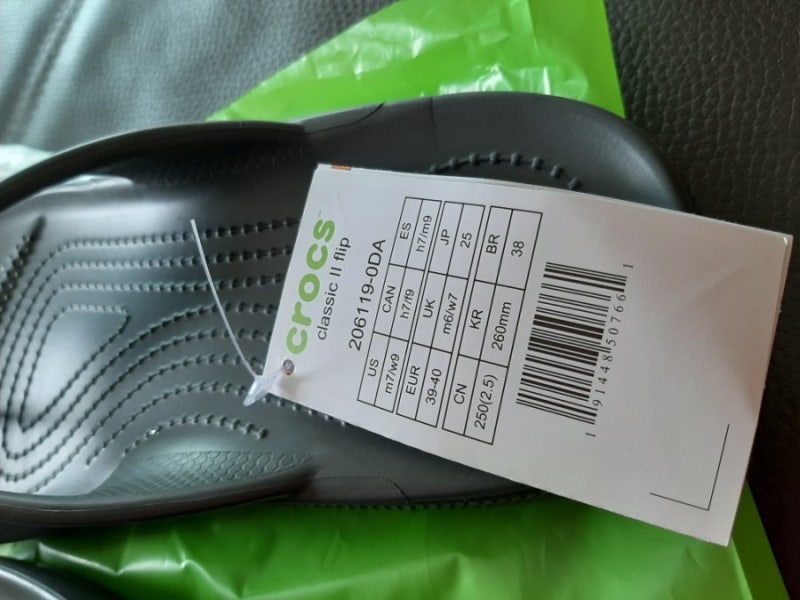 crocs™
classic II flip
206119-0DA
US CAN ES
m7/w9 h7/f9 h7/m9
EUR UK JP
39-40 m6/w7 25
CN KR BR
250(2.5) 260mm 38
1 91448 50766 1